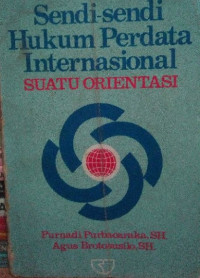 Sendi-sendi
Hukum Perdata
Internasional
SUATU ORIENTASI
Purnadi Purbacaraka, SH.
Agus Brotosusilo, SH.